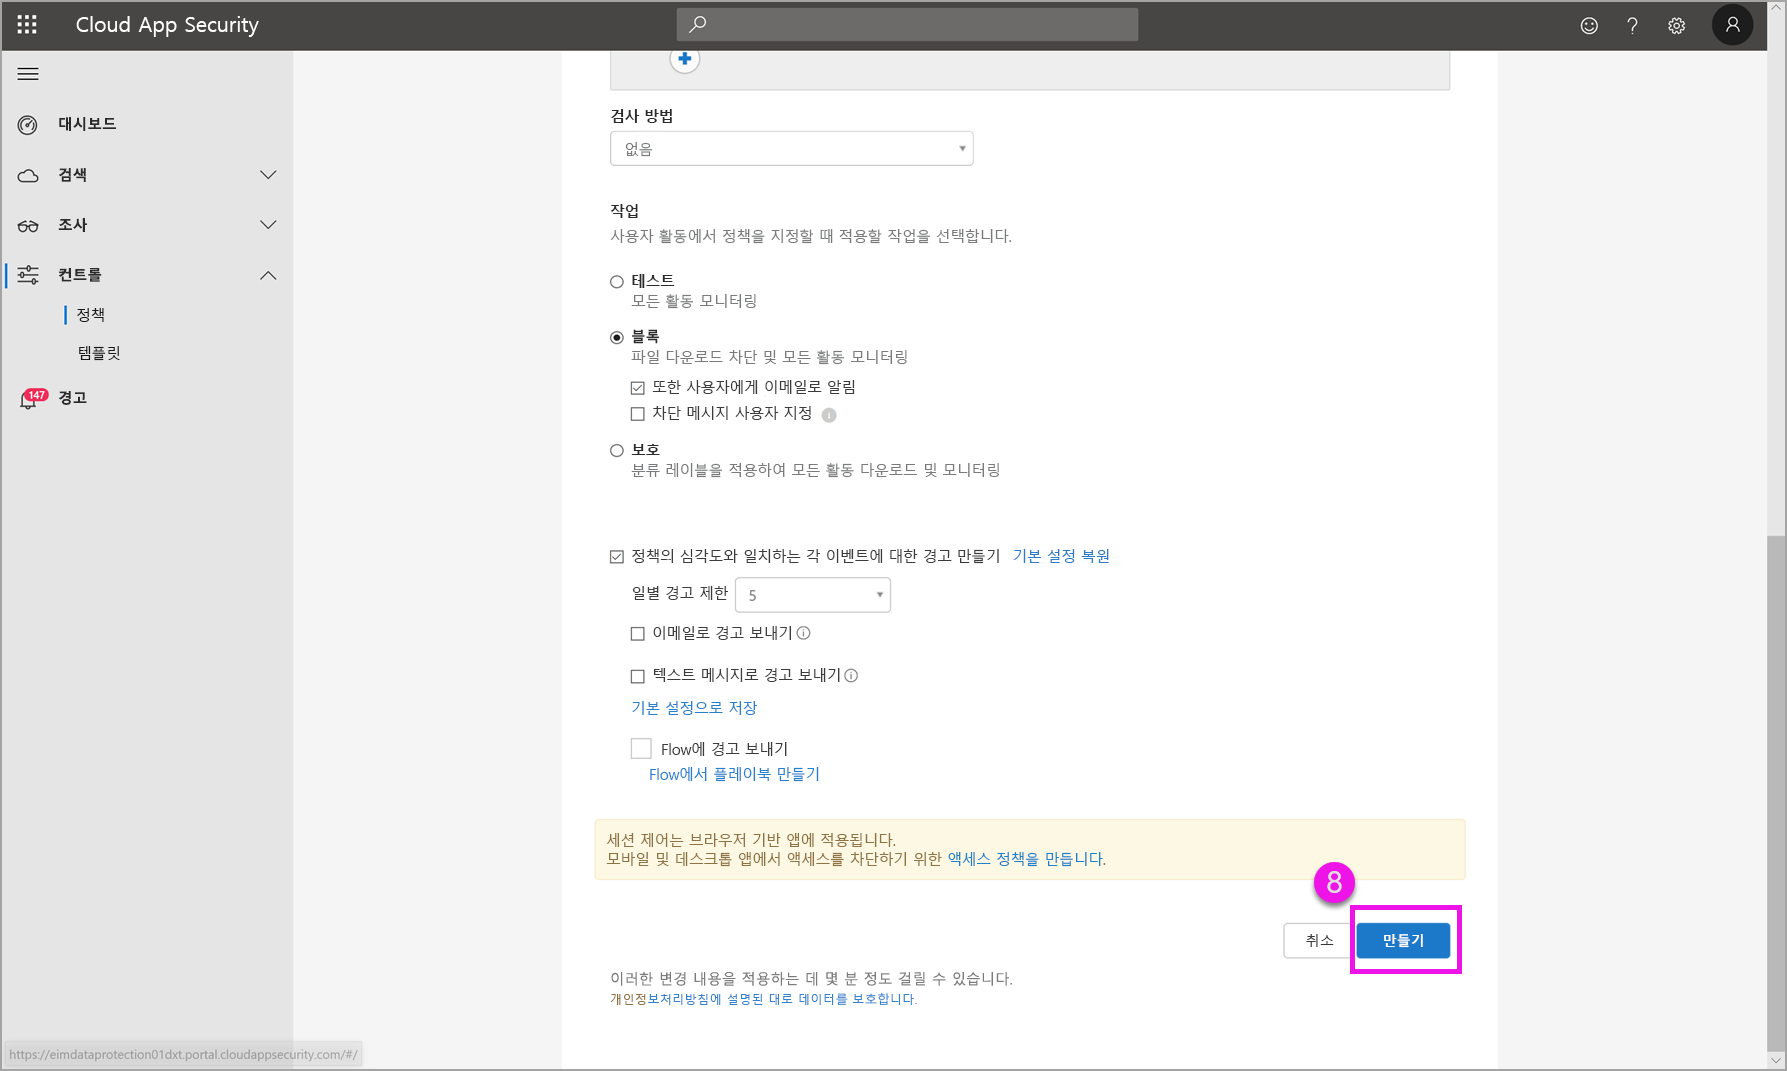 Cloud App Security
대시보드
검색
조사
컨트롤
정책
템플릿
147
경고
검사 방법
없음
작업
사용자 활동에서 정책을 지정할 때 적용할 작업을 선택합니다.
테스트
모든 활동 모니터링
블록
파일 다운로드 차단 및 모든 활동 모니터링
또한 사용자에게 이메일로 알림
차단 메시지 사용자 지정
보호
분류 레이블을 적용하여 모든 활동 다운로드 및 모니터링
정책의 심각도와 일치하는 각 이벤트에 대한 경고 만들기 기본 설정 복원
일별 경고 제한 5
이메일로 경고 보내기
텍스트 메시지로 경고 보내기
기본 설정으로 저장
Flow에 경고 보내기
Flow에서 플레이북 만들기
세션 제어는 브라우저 기반 앱에 적용됩니다.
모바일 및 데스크톱 앱에서 액세스를 차단하기 위한 액세스 정책을 만듭니다.
8
취소 만들기
이러한 변경 내용을 적용하는 데 몇 분 정도 걸릴 수 있습니다.
개인정보처리방침에 설명된 대로 데이터를 보호합니다.
https://eimdataprotection01dxt.portal.cloudappsecurity.com/#/